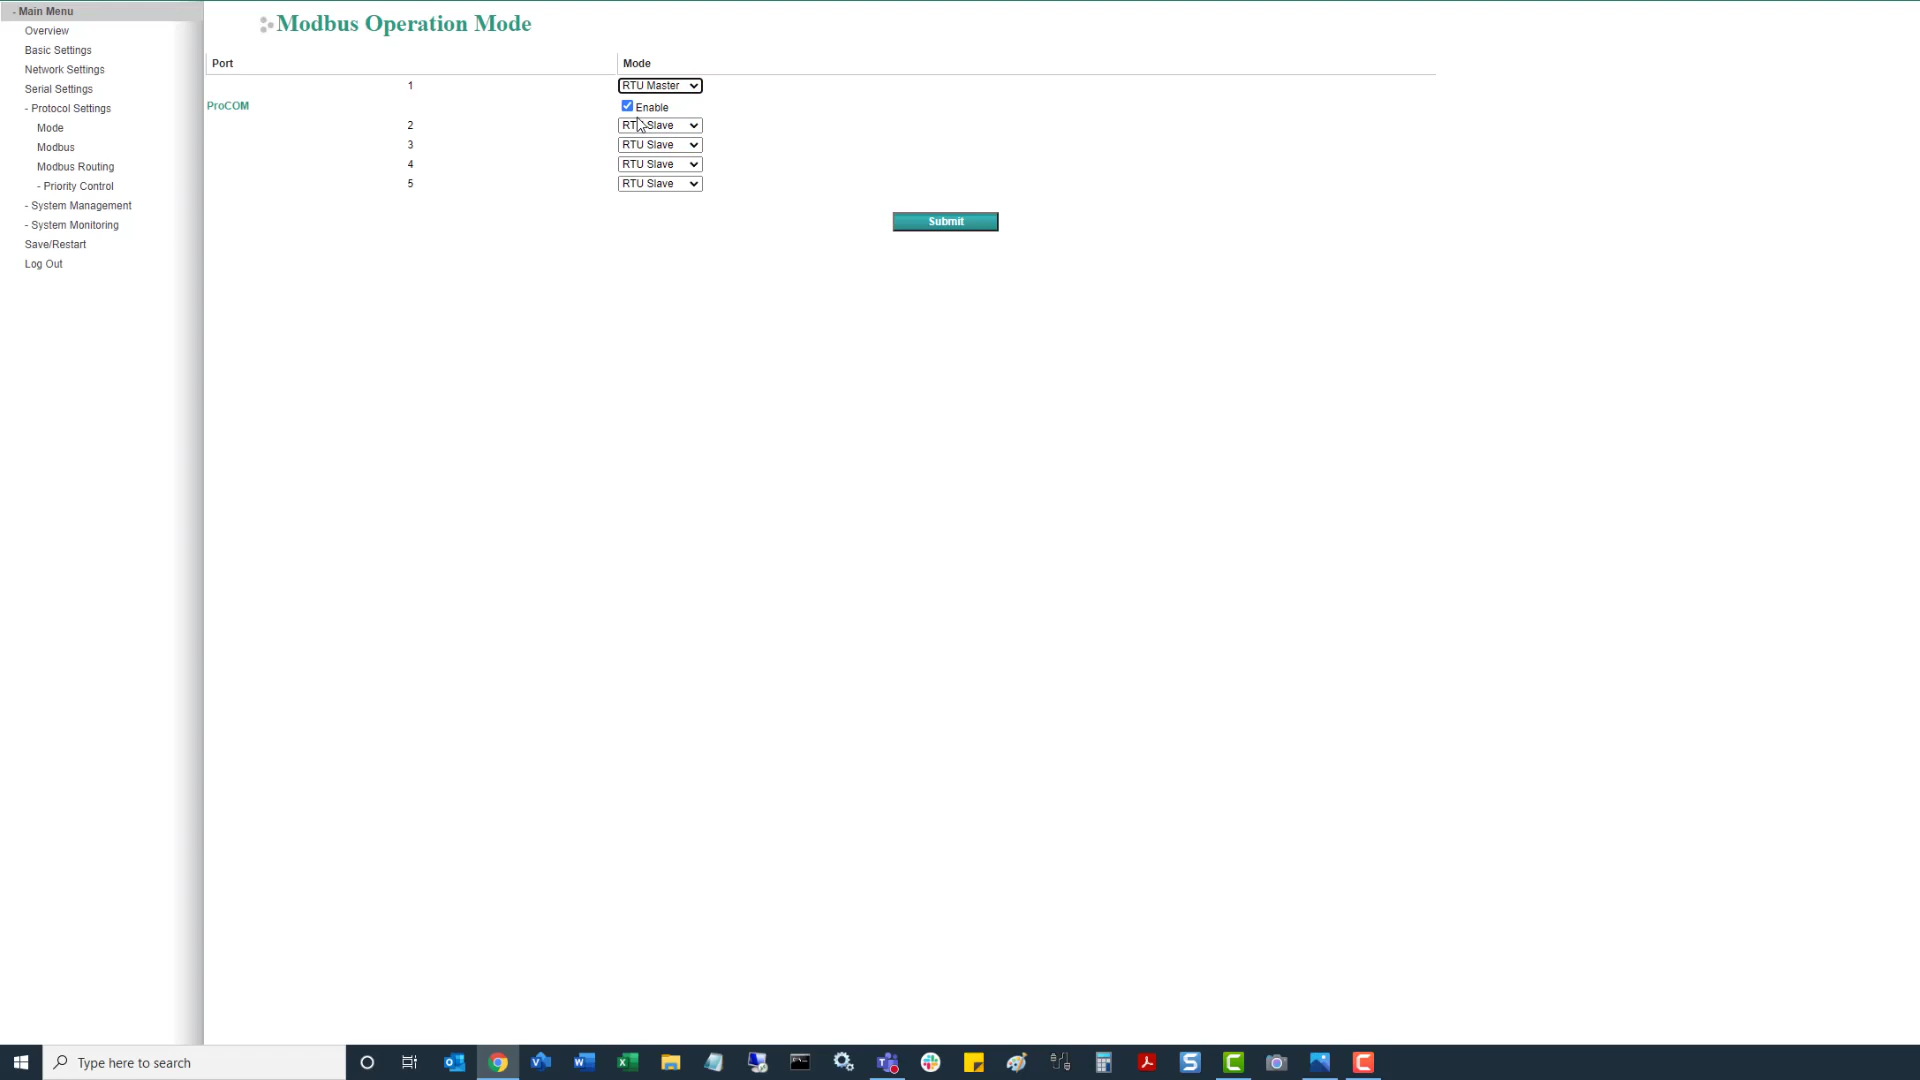 - Main Menu
Overview
Basic Settings
Network Settings
Serial Settings
- Protocol Settings
Mode
Modbus
Modbus Routing
- Priority Control
- System Management
- System Monitoring
Save/Restart
Log Out
Modbus Operation Mode
Port Mode
1 RTU Master
ProCOM Enable
2 RTU Slave
3 RTU Slave
4 RTU Slave
5 RTU Slave
Submit
Type here to search